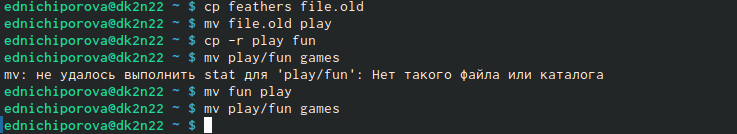 ednichiporova@dk2n22 ~ $ cp feathers file.old
ednichiporova@dk2n22 ~ $ mv file.old play
ednichiporova@dk2n22 ~ $ cp -r play fun
ednichiporova@dk2n22 ~ $ mv play/fun games
mv: не удалось выполнить stat для 'play/fun': Нет такого файла или каталога
ednichiporova@dk2n22 ~ $ mv fun play
ednichiporova@dk2n22 ~ $ mv play/fun games
ednichiporova@dk2n22 ~ $